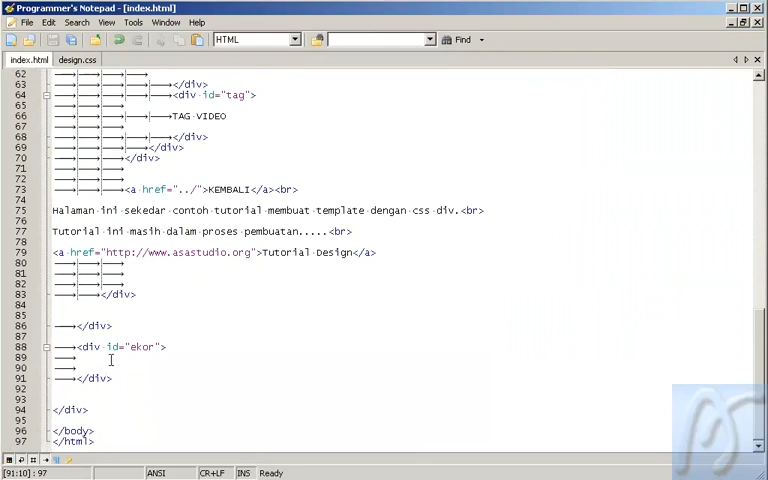 Programmer's Notepad - [index.html]
File Edit Search View Tools Window Help
HTML Find
index.html design.css
62
63 </div>
64 <div id="tag">
65
66 TAG VIDEO
67
68 </div>
69 </div>
70 </div>
71
72
73 <a href="../">KEMBALI</a><br>
74
75 Halaman ini sekedar contoh tutorial membuat template dengan css div.<br>
76
77 Tutorial ini masih dalam proses pembuatan.....<br>
78
79 <a href="http://www.asastudio.org">Tutorial Design</a>
80
81
82
83 </div>
84
85
86 </div>
87
88 <div id="ekor">
89
90
91 </div>
92
93
94 </div>
95
96 </body>
97 </html>
[91:10] : 97 ANSI CR+LF INS Ready